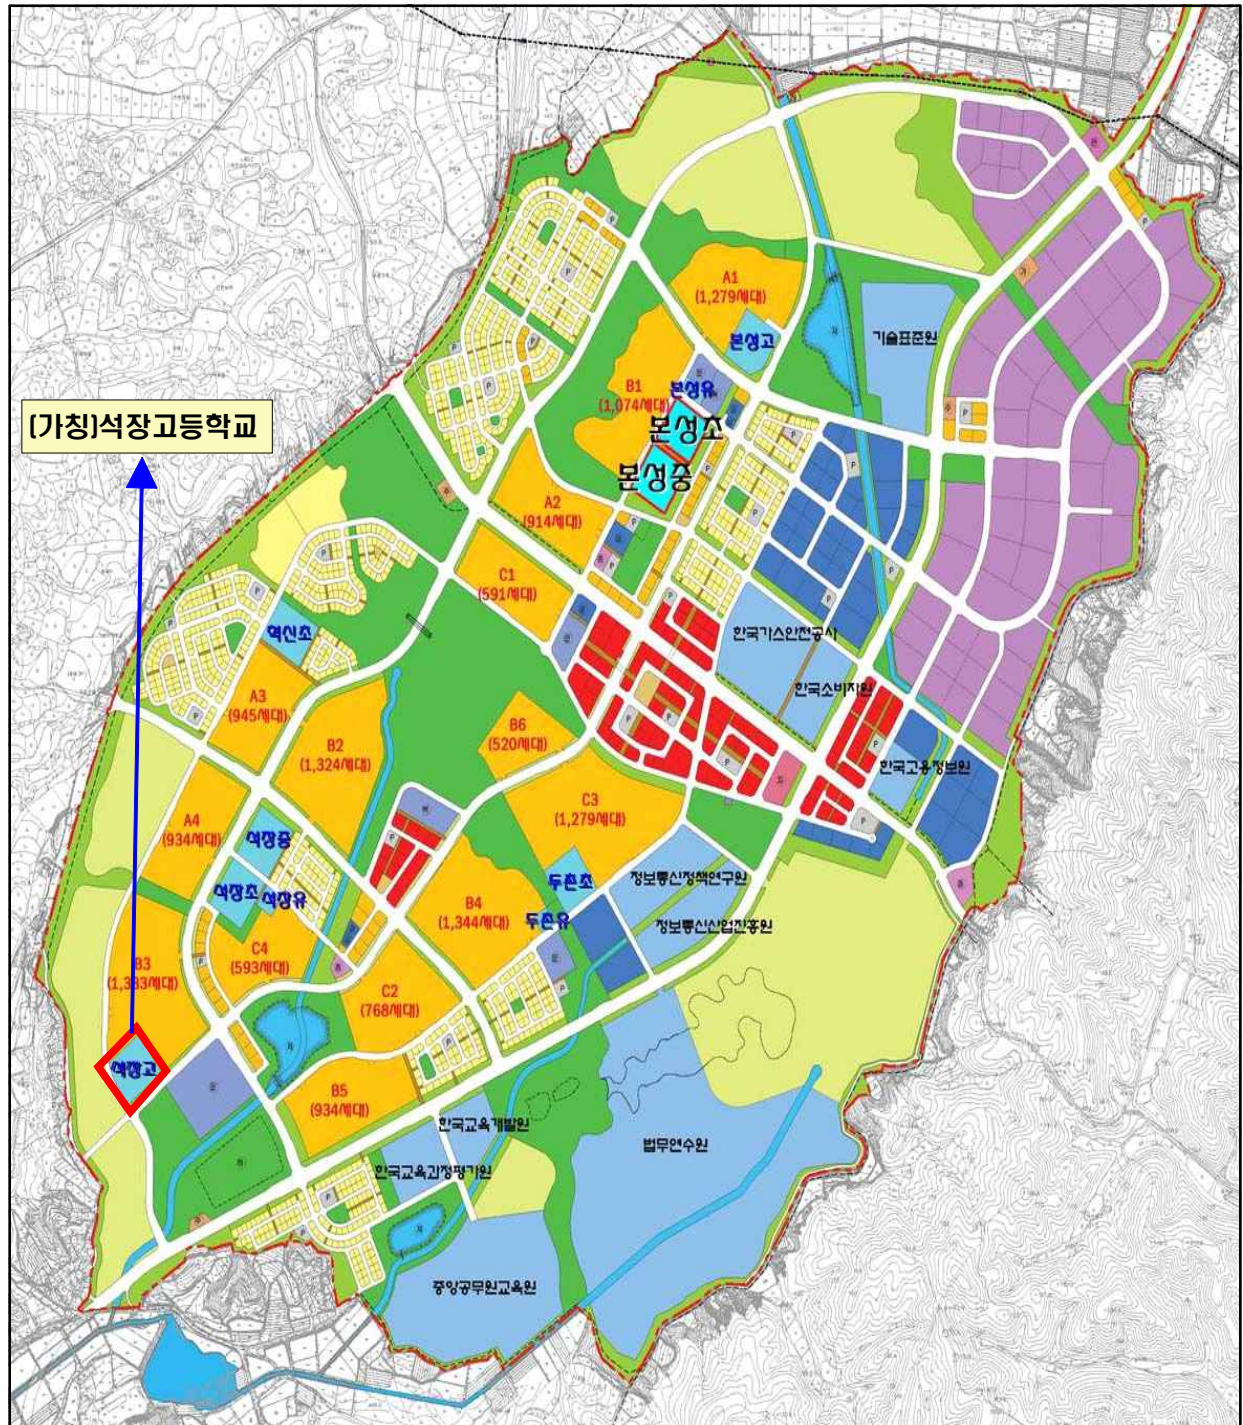 A1
(1,279세대)
본성고
기술표준원
B1
(1,074세대)
본성유
본성초
본성중
[가칭]석장고등학교
A2
(914세대)
C1
(591세대)
혁신초
한국가스안전공사
한국소비자원
A3
(945세대)
B2
(1,324세대)
B6
(520세대)
한국고용정보원
C3
(1,279세대)
A4
(934세대)
석장중
석장초
석장유
두촌초
정보통신정책연구원
B4
(1,344세대)
두촌유
정보통신산업진흥원
C4
(593세대)
B3
(1,333세대)
C2
(768세대)
석장고
B5
(934세대)
한국교육개발원
법무연수원
한국교육과정평가원
중앙공무원교육원